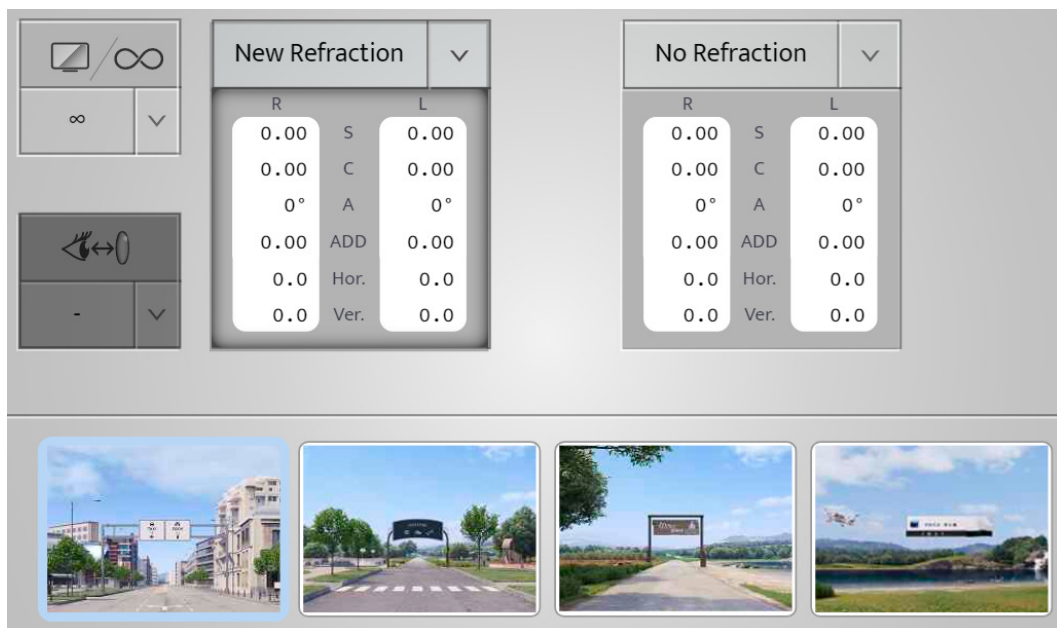 ∞
∞
-
New Refraction
R L
0.00 S 0.00
0.00 C 0.00
0° A 0°
0.00 ADD 0.00
0.0 Hor. 0.0
0.0 Ver. 0.0
No Refraction
R L
0.00 S 0.00
0.00 C 0.00
0° A 0°
0.00 ADD 0.00
0.0 Hor. 0.0
0.0 Ver. 0.0